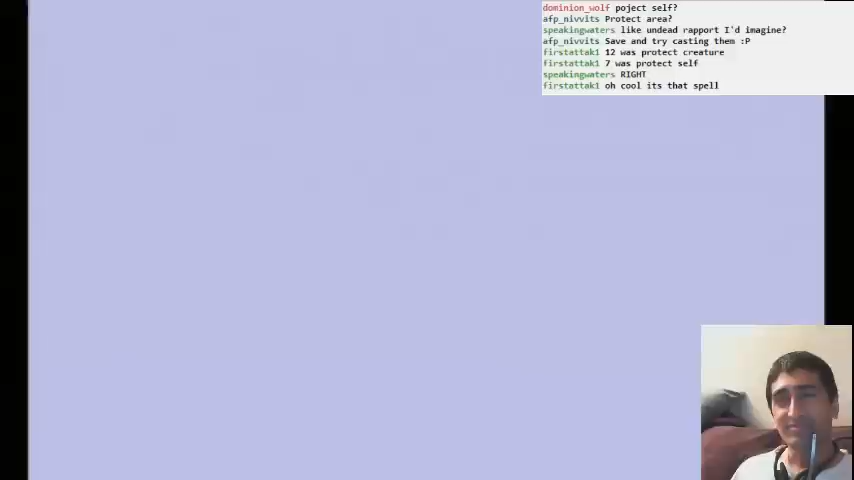 dominion_wolf poject self?
afp_nivvits Protect area?
speakingwaters like undead rapport I'd imagine?
afp_nivvits Save and try casting them :P
firstattak1 12 was protect creature
firstattak1 7 was protect self
speakingwaters RIGHT
firstattak1 oh cool its that spell